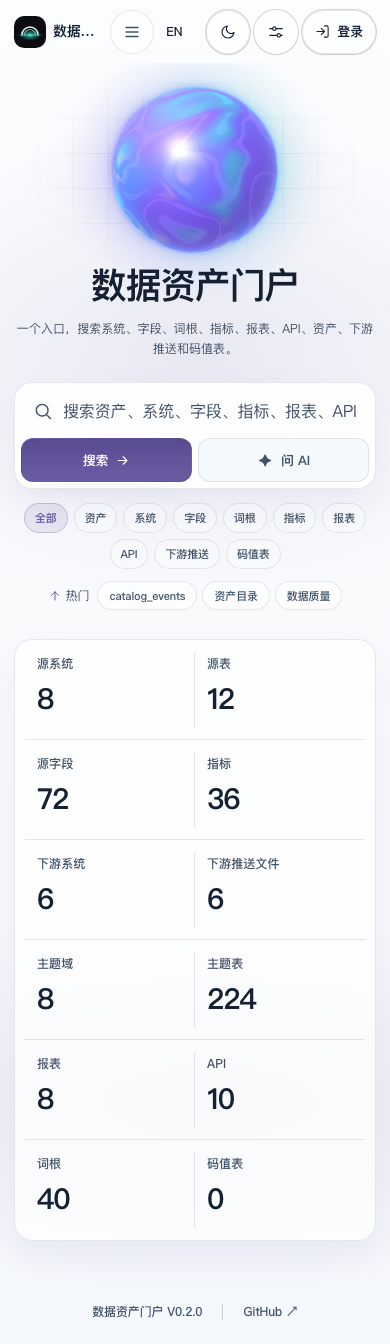 数据…
EN
登录
数据资产门户
一个入口，搜索系统、字段、词根、指标、报表、API、资产、下游
推送和码值表。
搜索资产、系统、字段、指标、报表、API
搜索 →
问 AI
全部 资产 系统 字段 词根 指标 报表
API 下游推送 码值表
↑ 热门 catalog_events 资产目录 数据质量
源系统 源表
8 12
源字段 指标
72 36
下游系统 下游推送文件
6 6
主题域 主题表
8 224
报表 API
8 10
词根 码值表
40 0
数据资产门户 V0.2.0 GitHub ↗